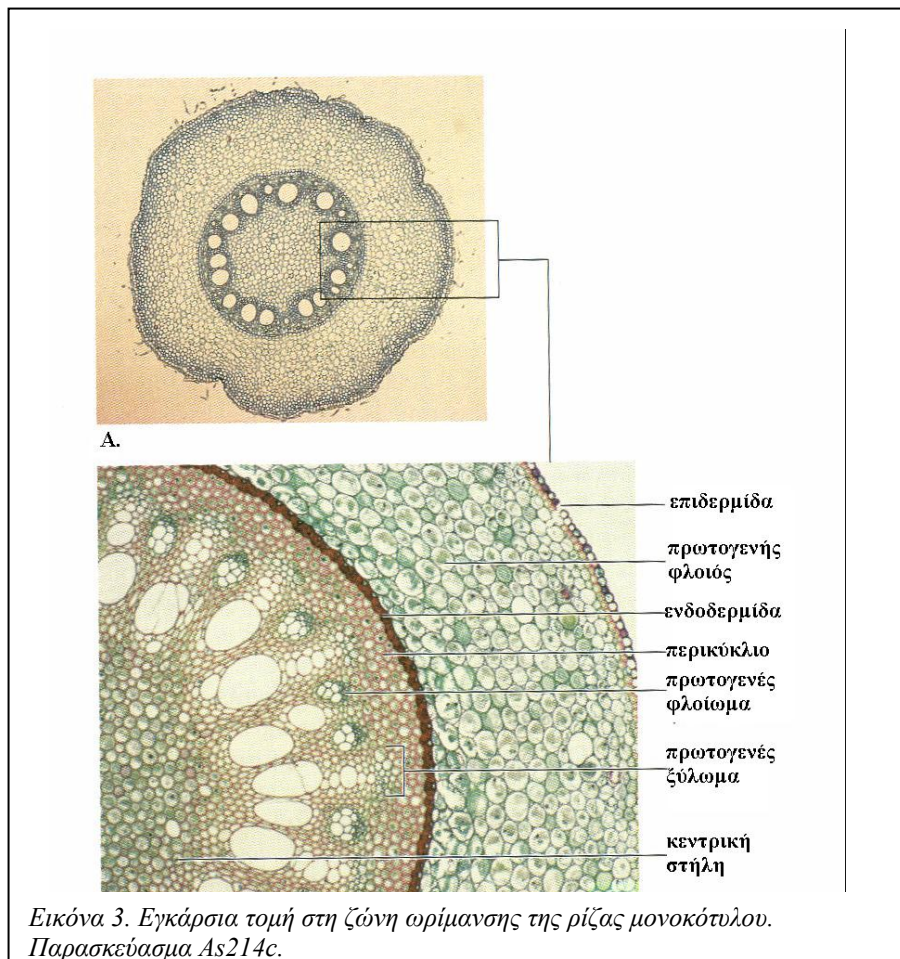 A.
επιδερμίδα
πρωτογενής
φλοιός
ενδοδερμίδα
περικύκλιο
πρωτογενές
φλοίωμα
πρωτογενές
ξύλωμα
κεντρική
στήλη
Εικόνα 3. Εγκάρσια τομή στη ζώνη ωρίμανσης της ρίζας μονοκότυλου.
Παρασκεύασμα As214c.